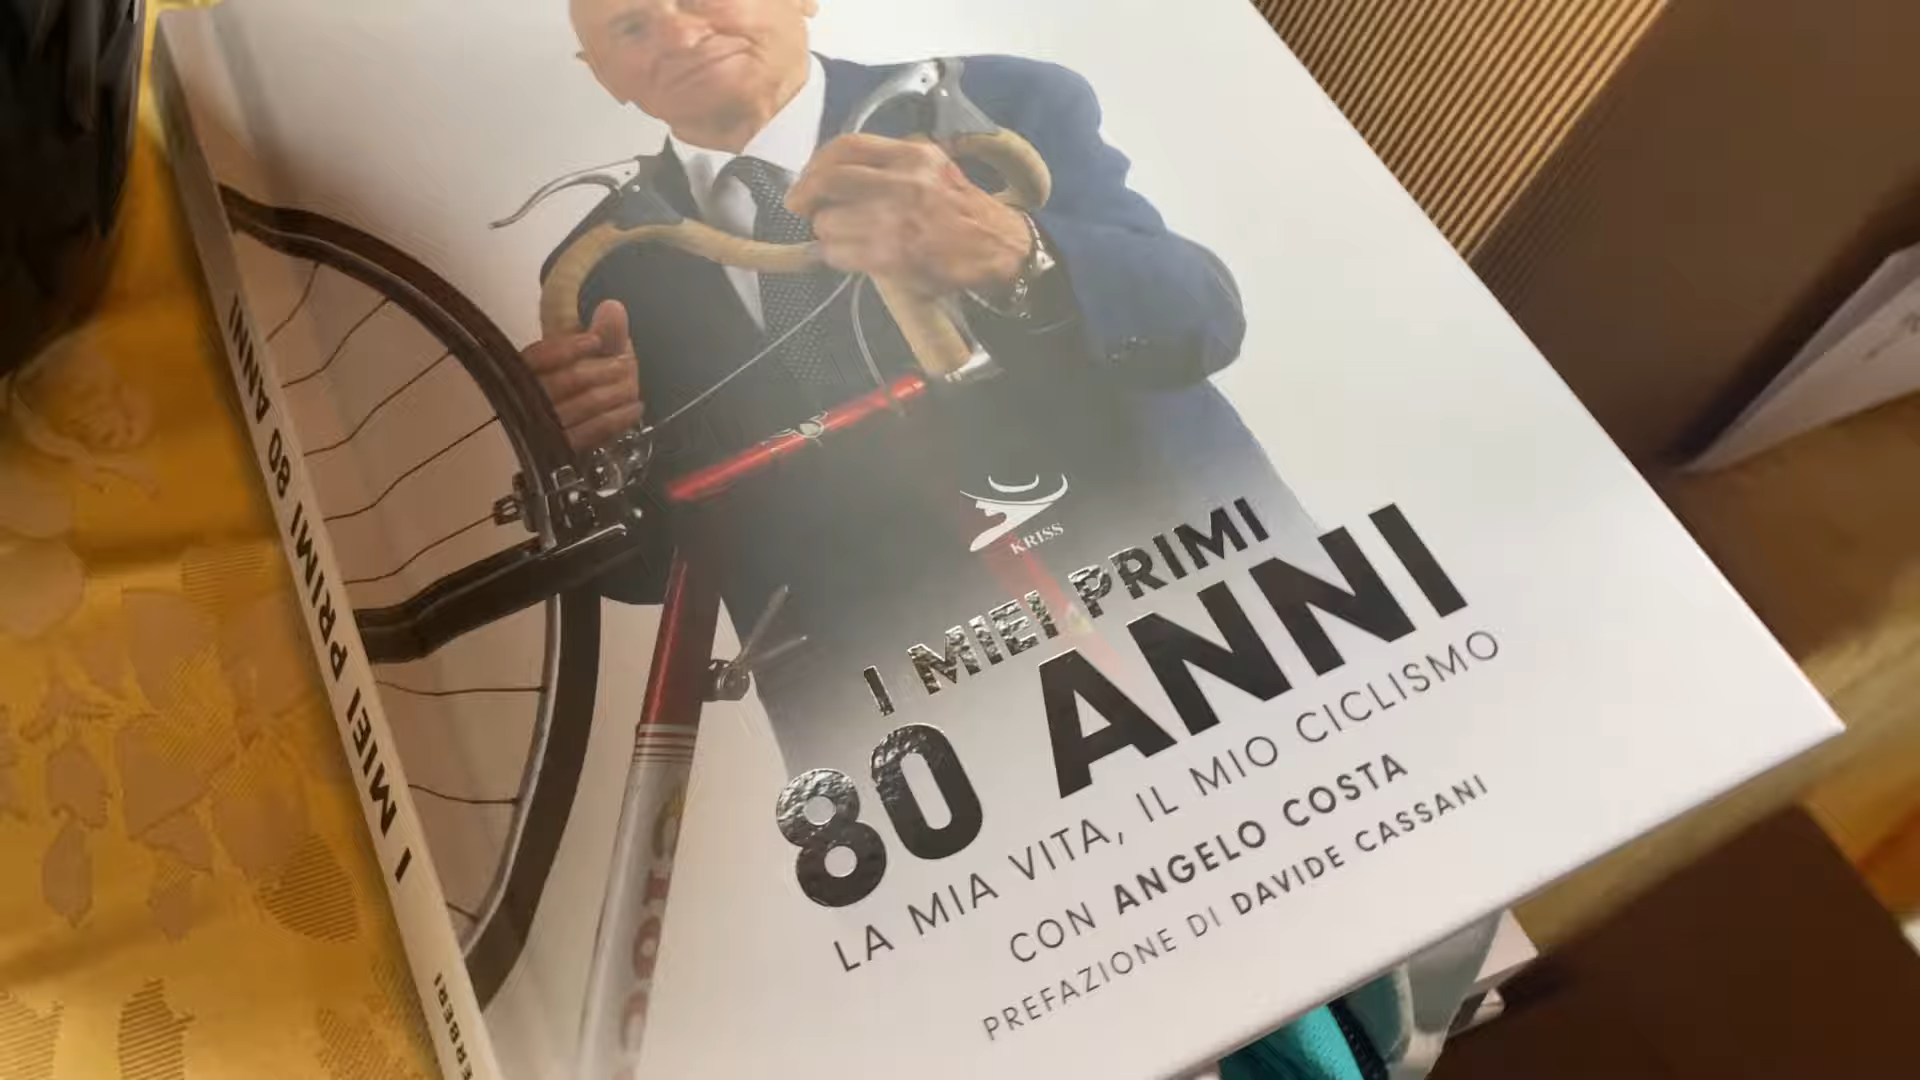 KRISS
I MIEI PRIMI
80 ANNI
LA MIA VITA, IL MIO CICLISMO
CON ANGELO COSTA
PREFAZIONE DI DAVIDE CASSANI
I MIEI PRIMI 80 ANNI
ERBERI